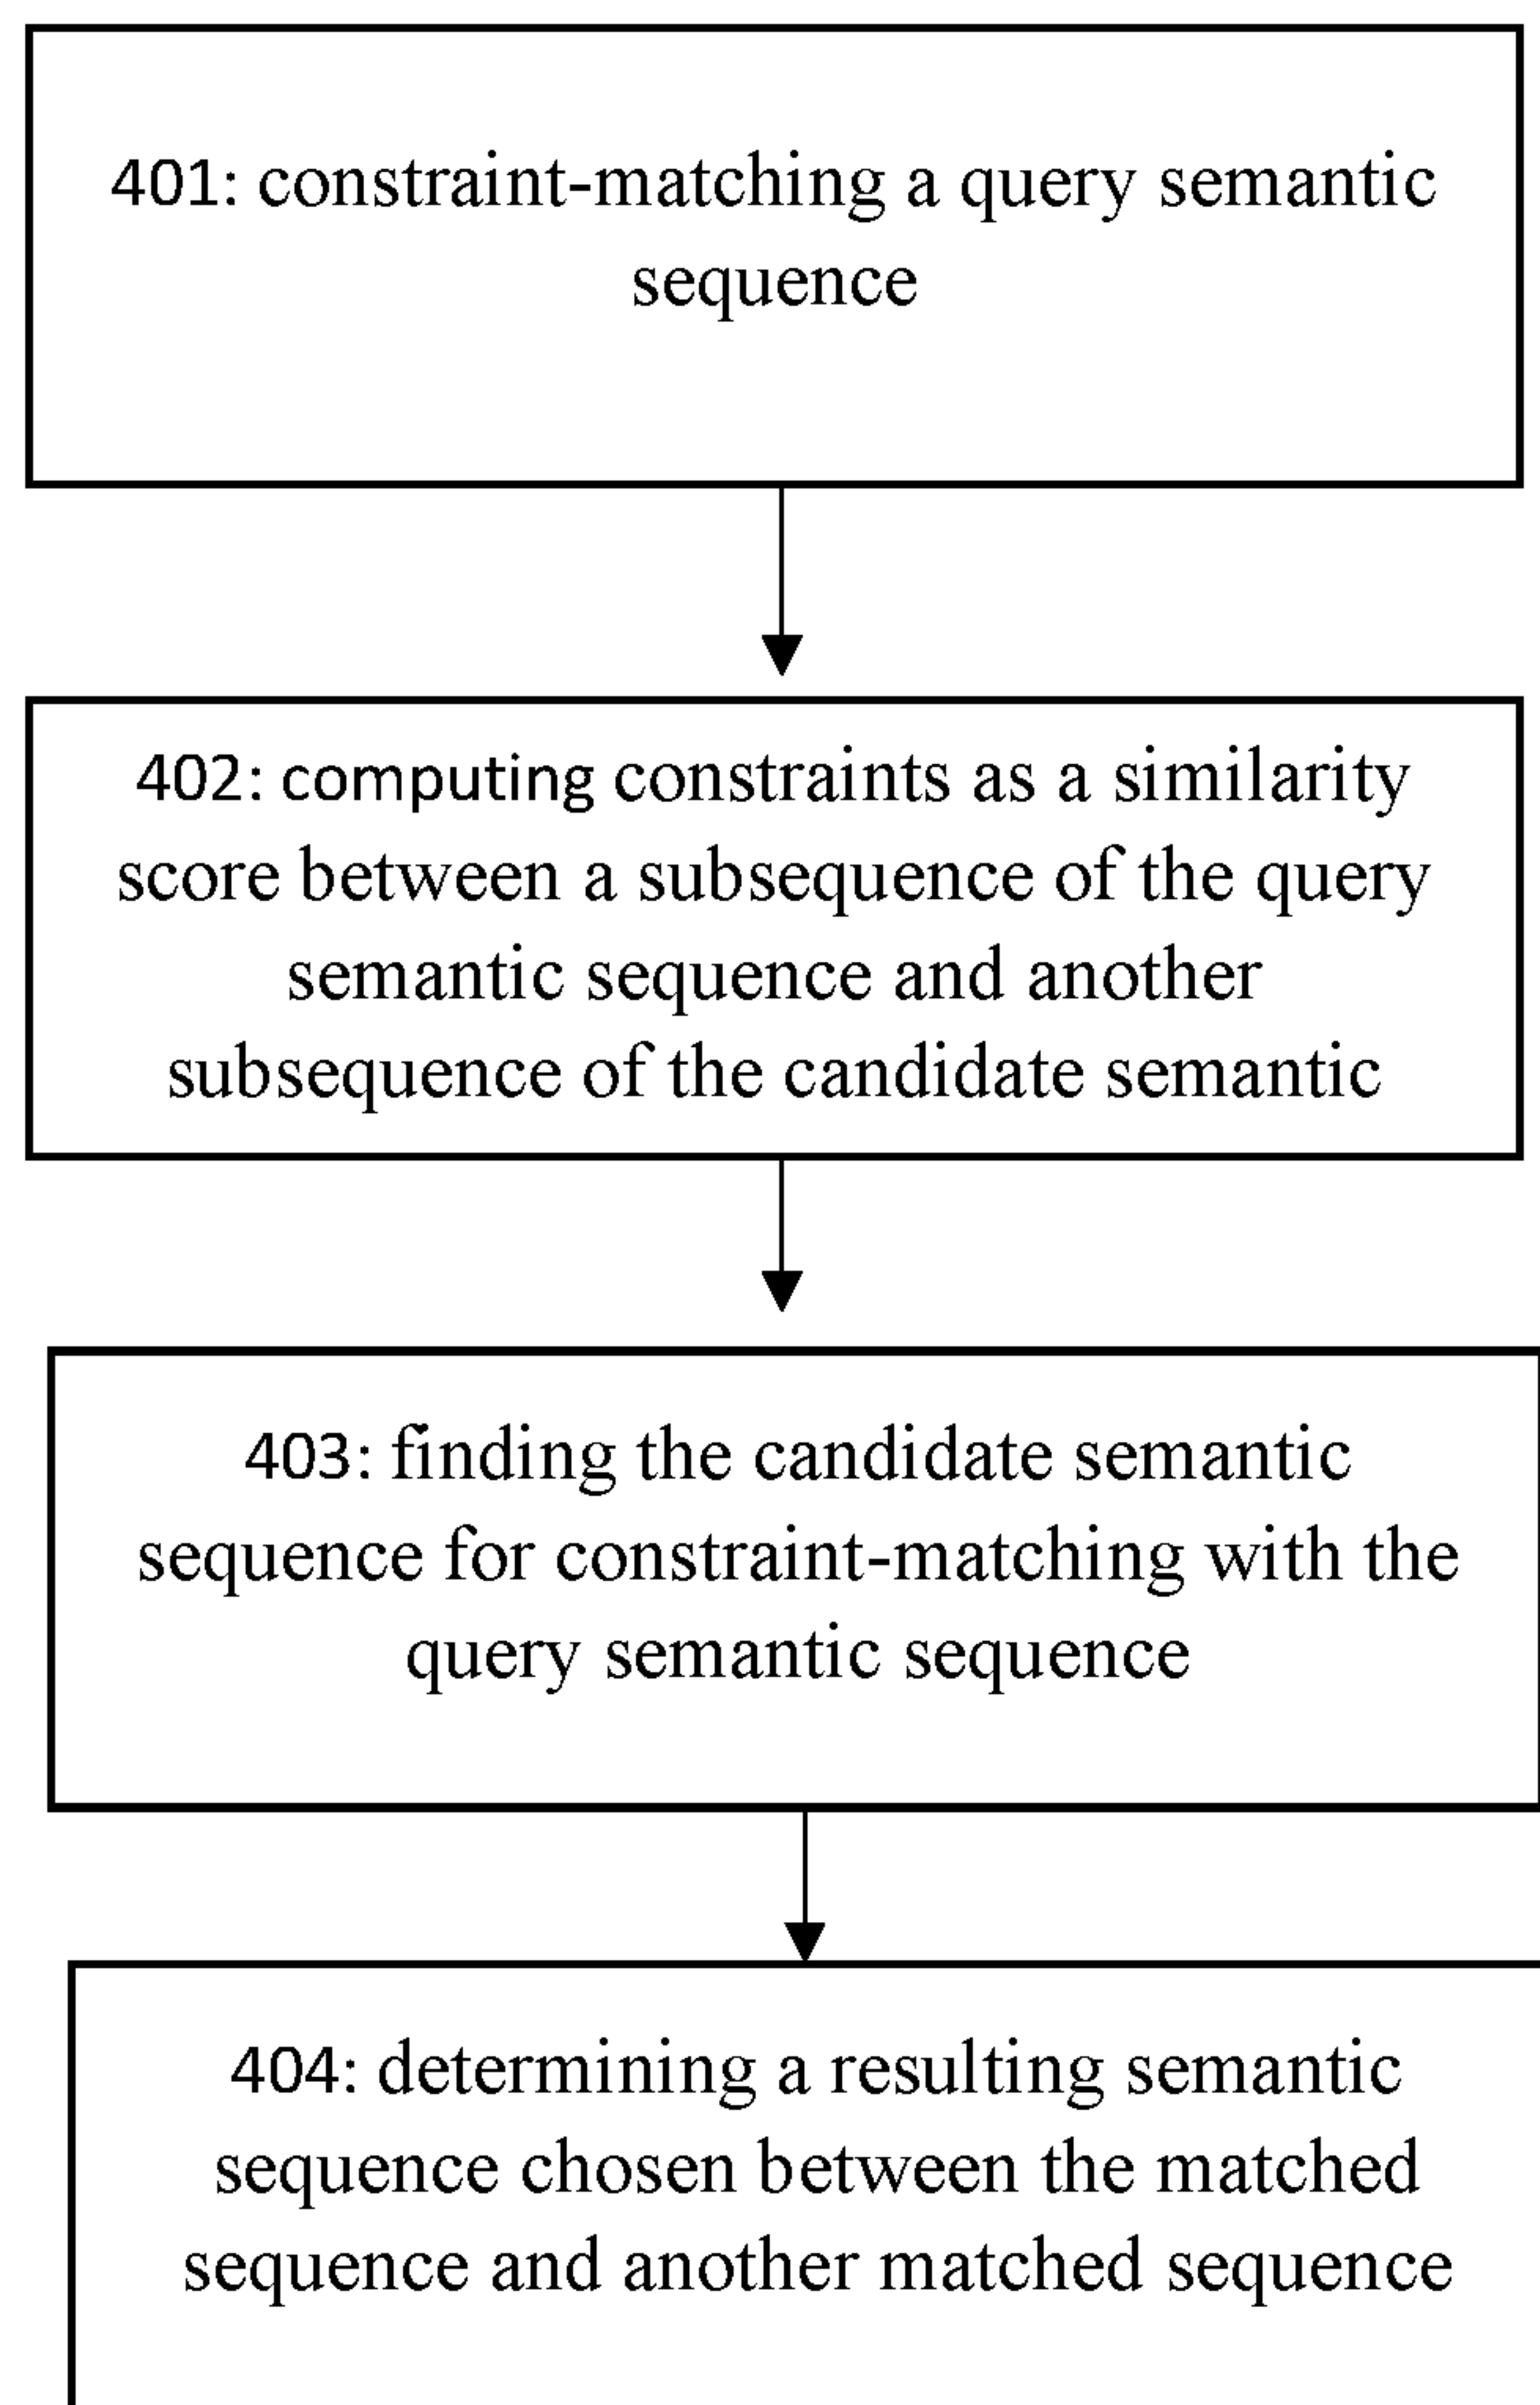 401: constraint-matching a query semantic
sequence
402: computing constraints as a similarity
score between a subsequence of the query
semantic sequence and another
subsequence of the candidate semantic
403: finding the candidate semantic
sequence for constraint-matching with the
query semantic sequence
404: determining a resulting semantic
sequence chosen between the matched
sequence and another matched sequence